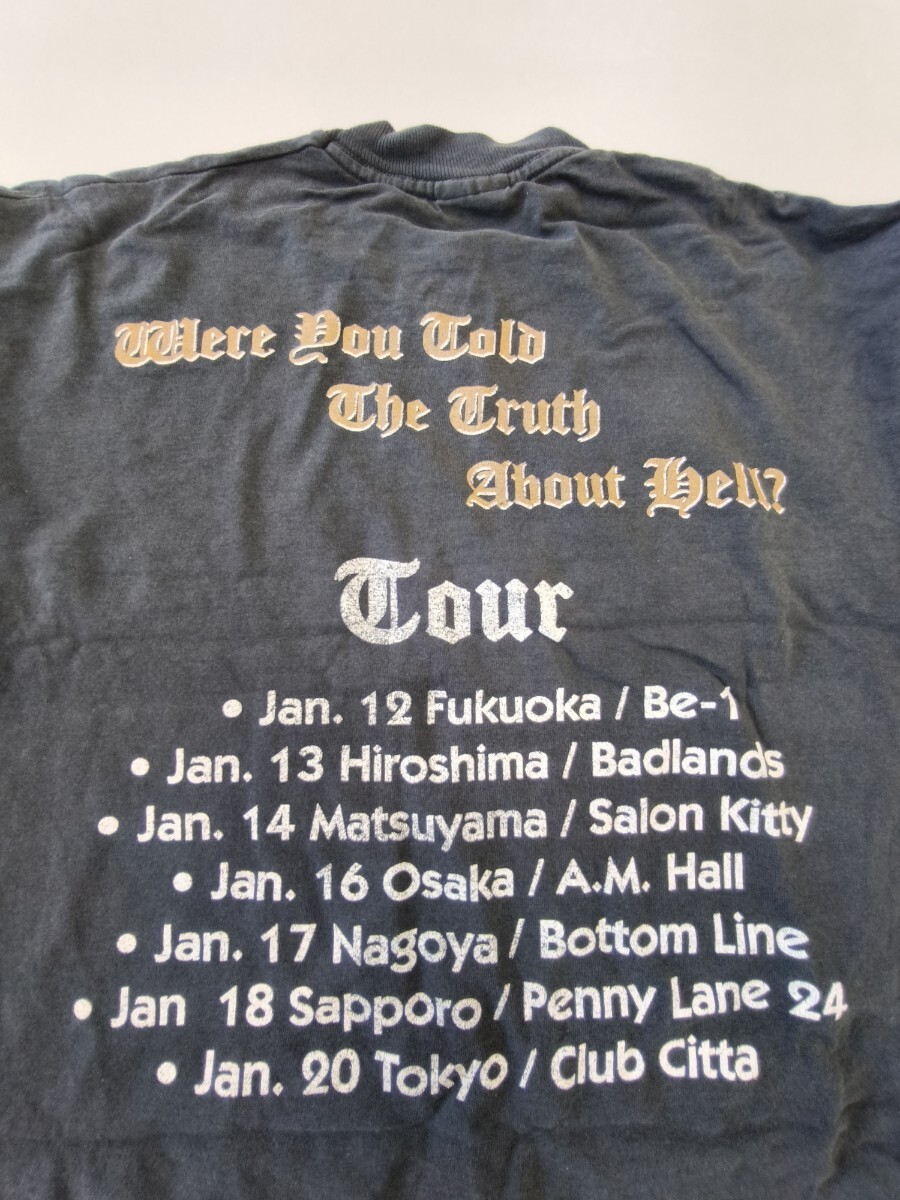 Were You Told
The Truth
About Hell?
Tour
• Jan. 12 Fukuoka / Be-1
• Jan. 13 Hiroshima / Badlands
• Jan. 14 Matsuyama / Salon Kitty
• Jan. 16 Osaka / A.M. Hall
• Jan. 17 Nagoya / Bottom Line
• Jan 18 Sapporo / Penny Lane 24
• Jan. 20 Tokyo / Club Citta